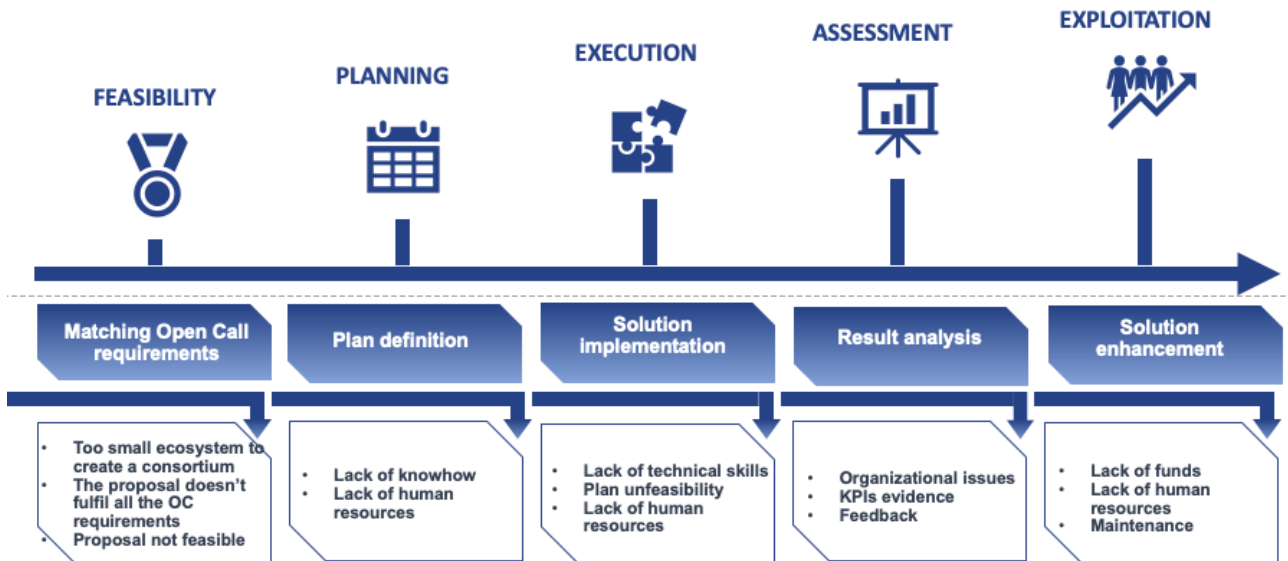 FEASIBILITY
PLANNING
EXECUTION
ASSESSMENT
EXPLOITATION
Matching Open Call
requirements
Plan definition
Solution
implementation
Result analysis
Solution
enhancement
• Too small ecosystem to
create a consortium
• The proposal doesn't
fulfil all the OC
requirements
• Proposal not feasible
• Lack of knowhow
• Lack of human
resources
• Lack of technical skills
• Plan unfeasibility
• Lack of human
resources
• Organizational issues
• KPIs evidence
• Feedback
• Lack of funds
• Lack of human
resources
• Maintenance